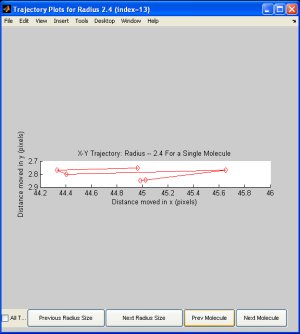 Trajectory Plots for Radius 2.4 (index=13)
File Edit View Insert Tools Desktop Window Help
X-Y Trajectory: Radius -- 2.4 For a Single Molecule
Distance moved in y (pixels)
2.7
2.8
2.9
44.2 44.4 44.6 44.8 45 45.2 45.4 45.6 45.8 46
Distance moved in x (pixels)
All T... Previous Radius Size Next Radius Size Prev Molecule Next Molecule